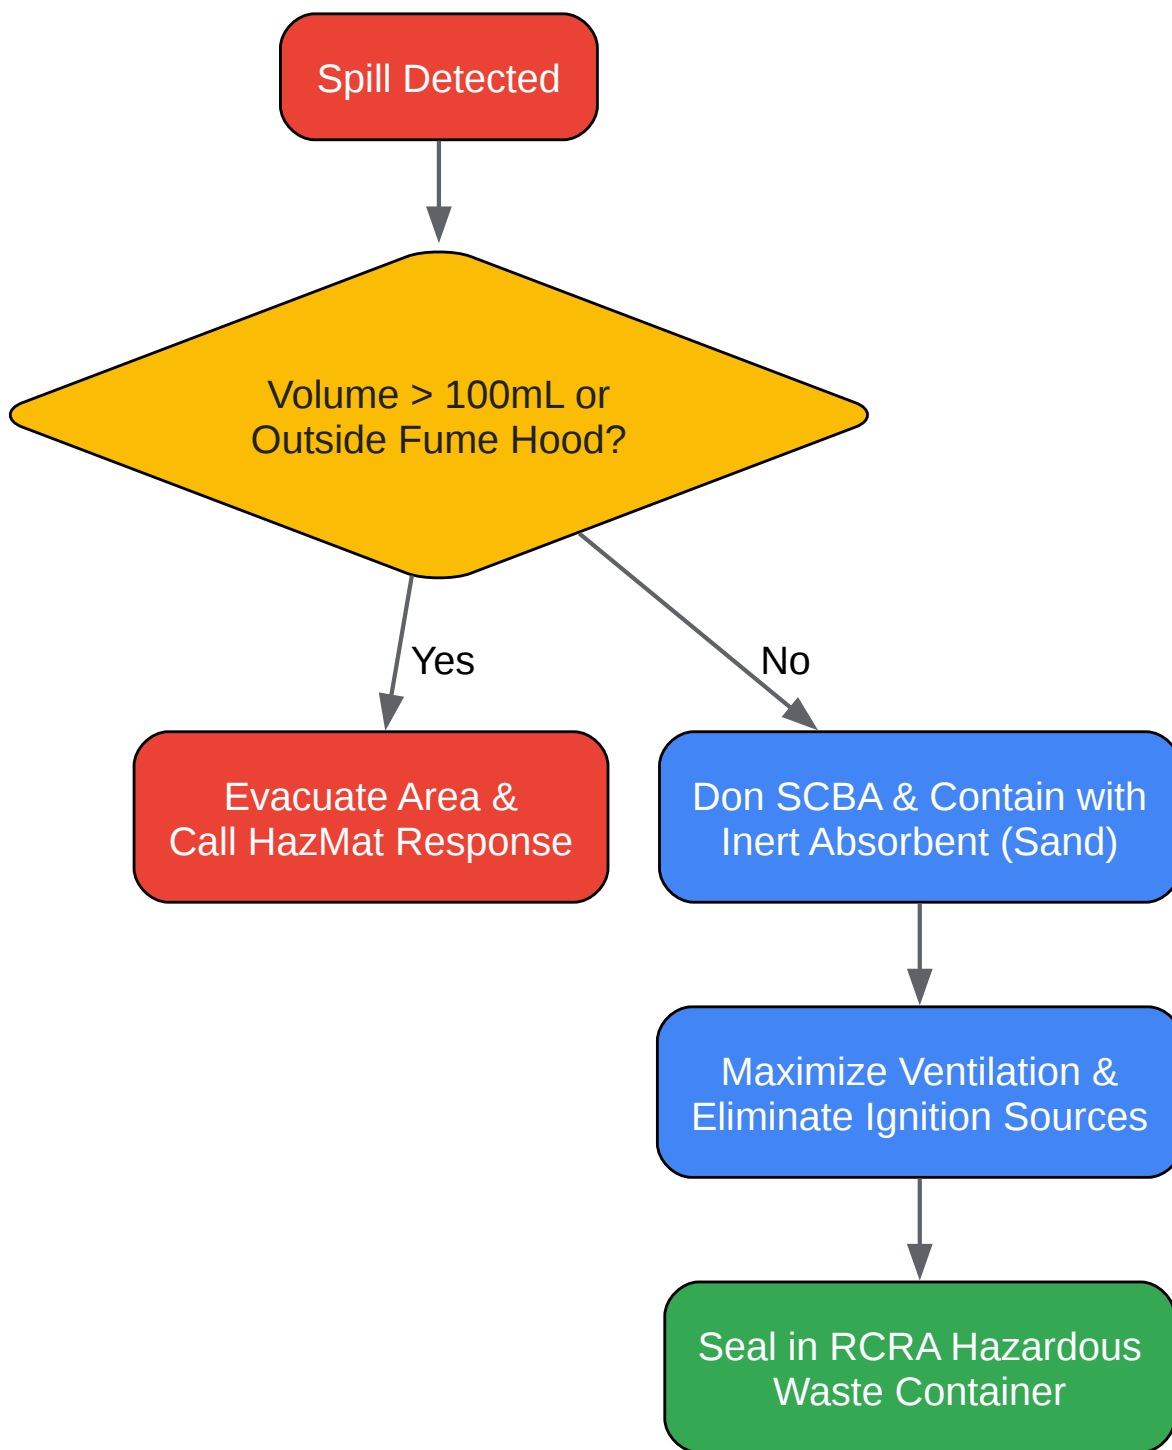 Spill Detected
Volume > 100mL or
Outside Fume Hood?
Yes
No
Evacuate Area &
Call HazMat Response
Don SCBA & Contain with
Inert Absorbent (Sand)
Maximize Ventilation &
Eliminate Ignition Sources
Seal in RCRA Hazardous
Waste Container